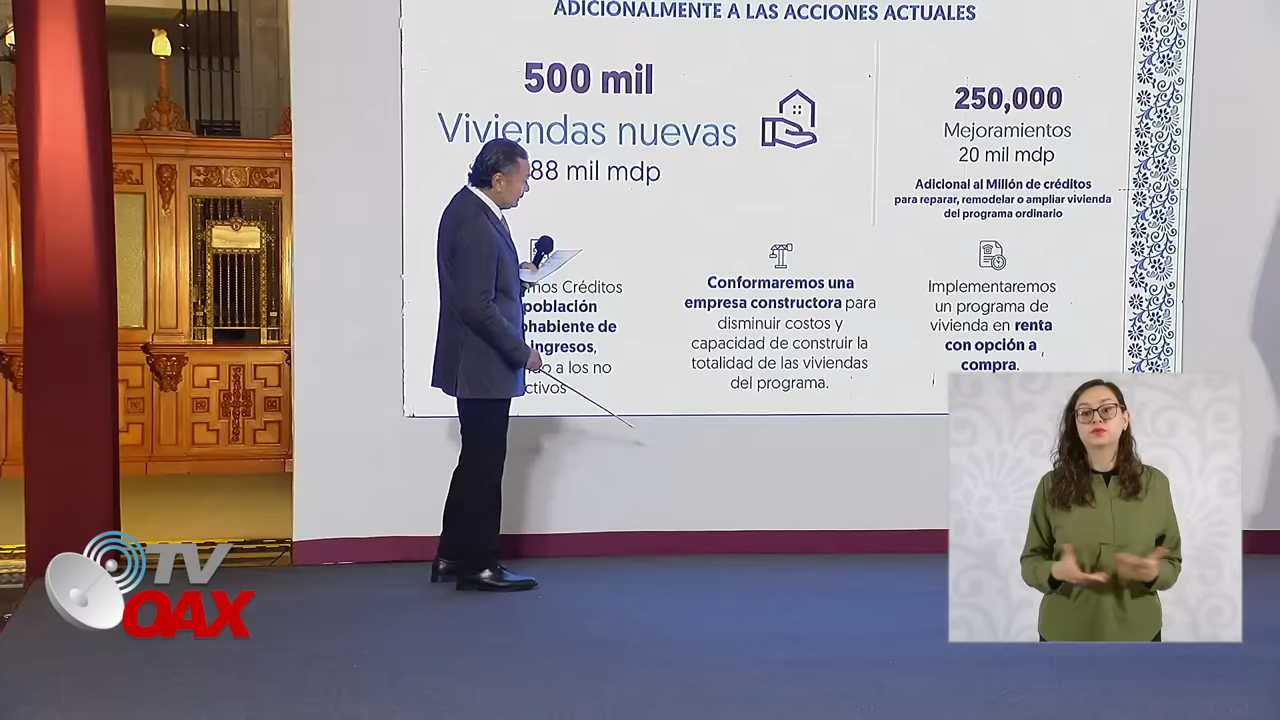 ADICIONALMENTE A LAS ACCIONES ACTUALES
500 mil
Viviendas nuevas
88 mil mdp
250,000
Mejoramientos
20 mil mdp
Adicional al Millón de créditos
para reparar, remodelar o ampliar vivienda
del programa ordinario
Créditos
población
de
ingresos,
a los no
Conformaremos una
empresa constructora para
disminuir costos y
capacidad de construir la
totalidad de las viviendas
del programa.
Implementaremos
un programa de
vivienda en renta
con opción a
compra.
TV
OAX